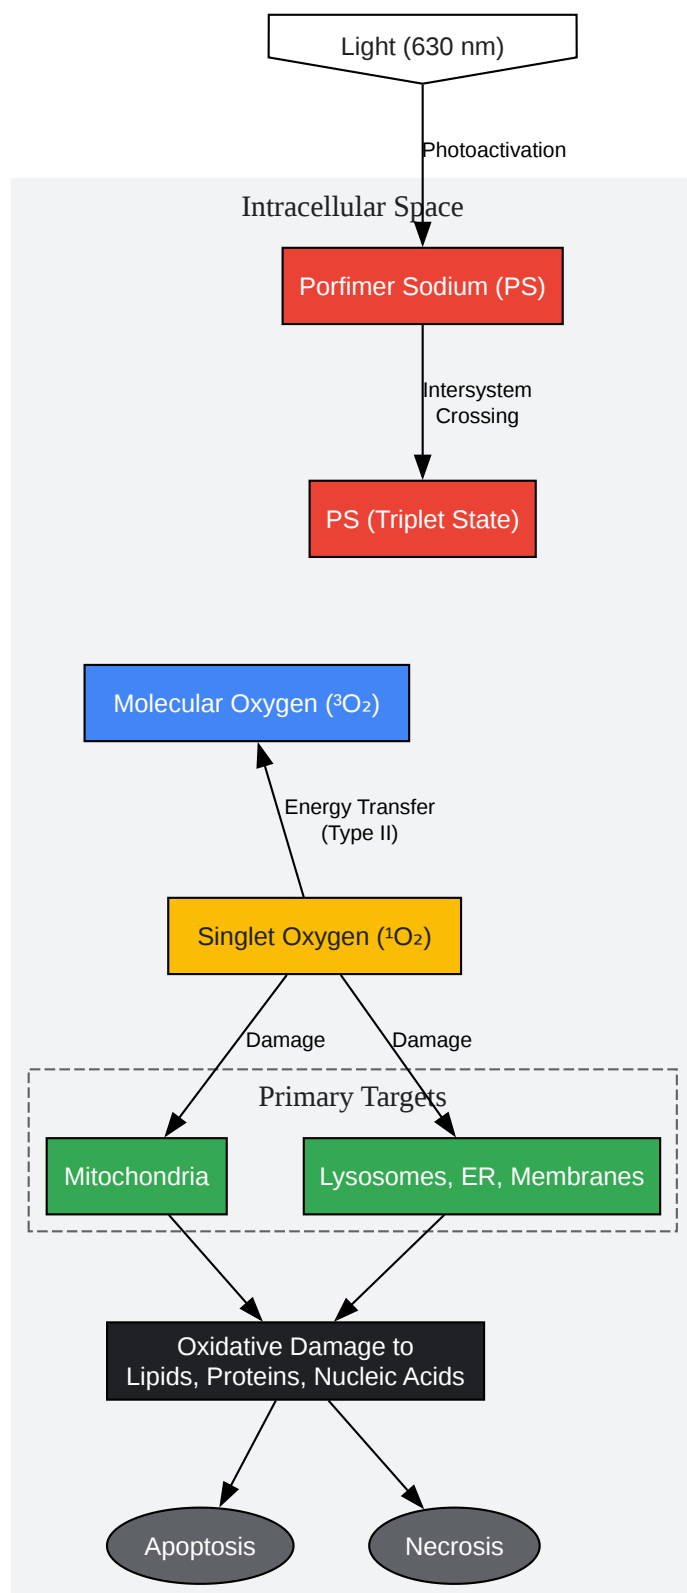 Light (630 nm)
Photoactivation
Intracellular Space
Porfimer Sodium (PS)
Intersystem
Crossing
PS (Triplet State)
Molecular Oxygen (³O₂)
Energy Transfer
(Type II)
Singlet Oxygen (¹O₂)
Damage
Damage
Primary Targets
Mitochondria
Lysosomes, ER, Membranes
Oxidative Damage to
Lipids, Proteins, Nucleic Acids
Apoptosis
Necrosis